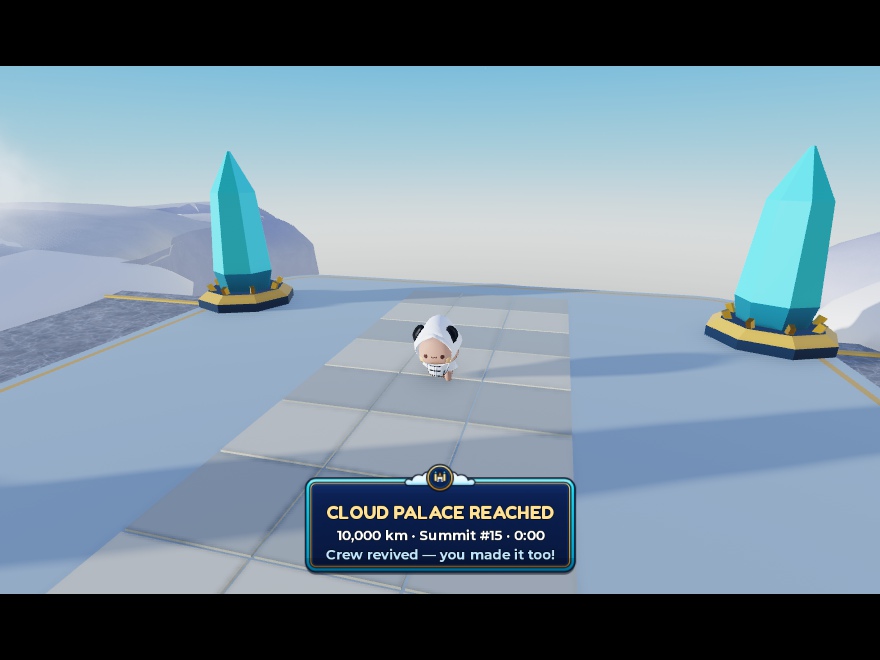 CLOUD PALACE REACHED
10,000 km · Summit #15 · 0:00
Crew revived — you made it too!